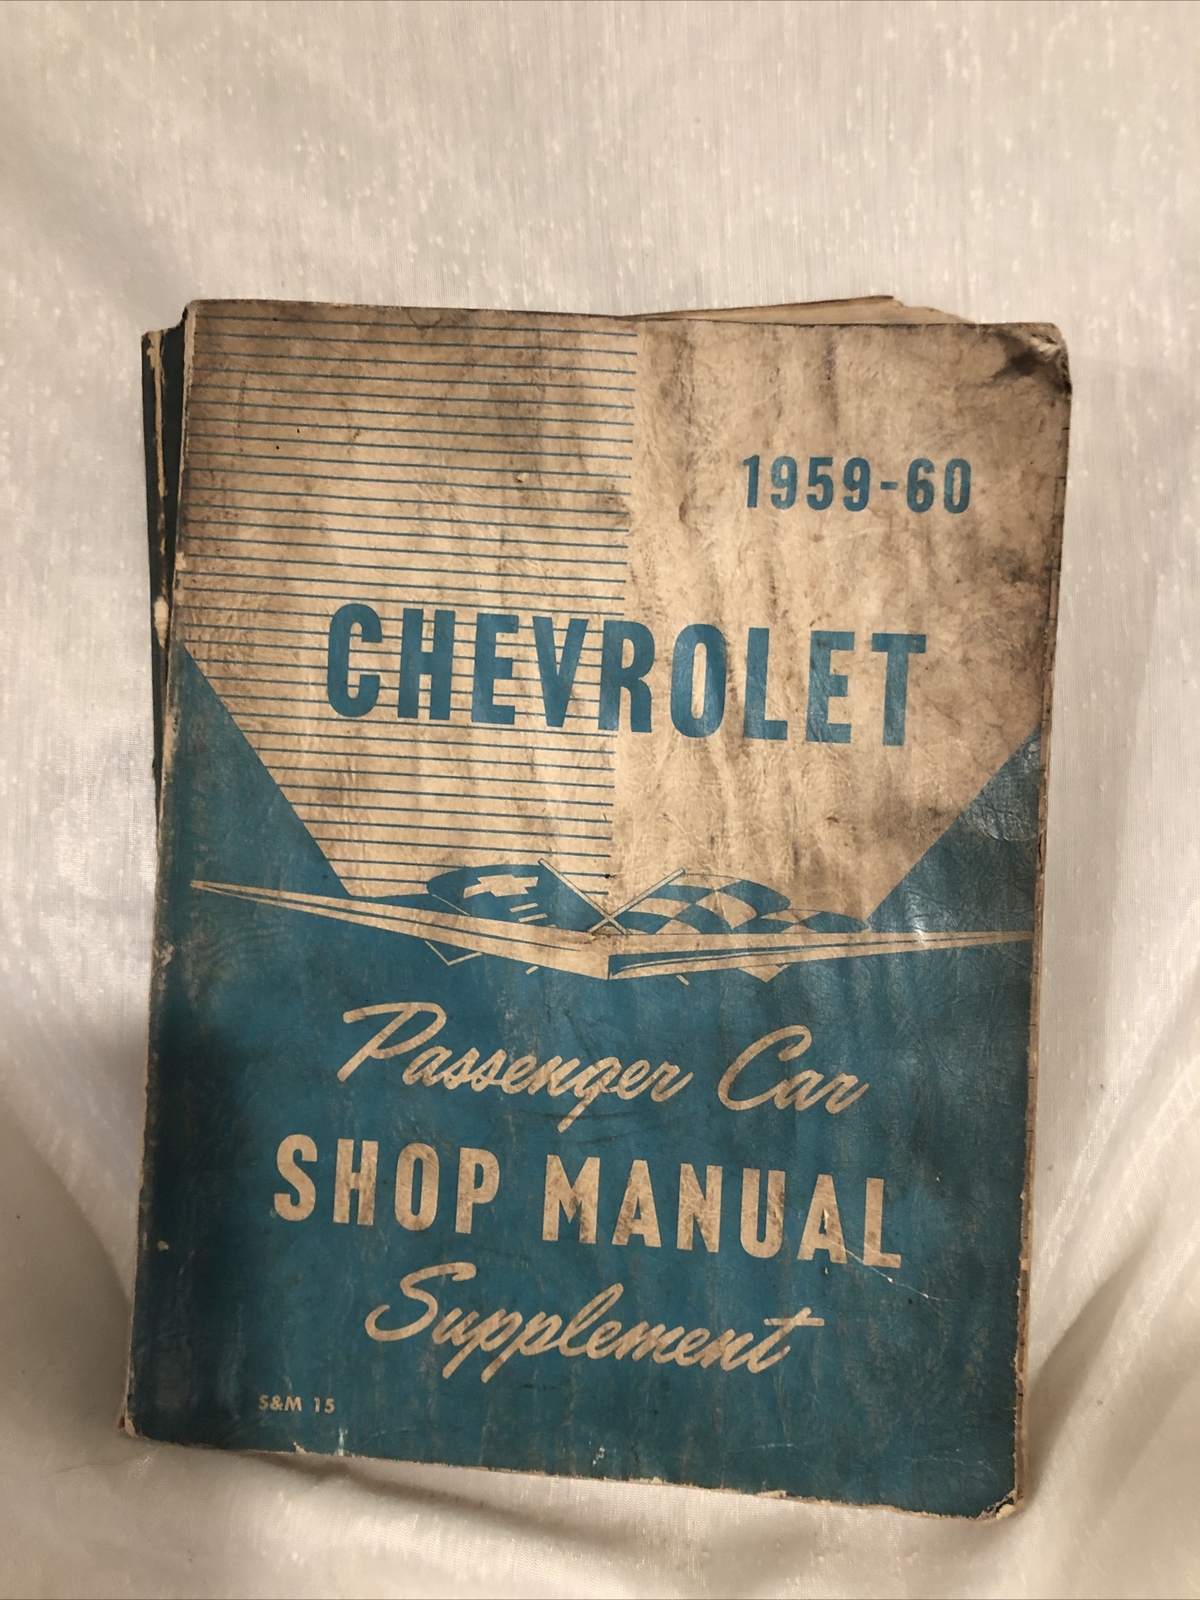 1959-60
CHEVROLET
Passenger Car
SHOP MANUAL
Supplement
S&M 15